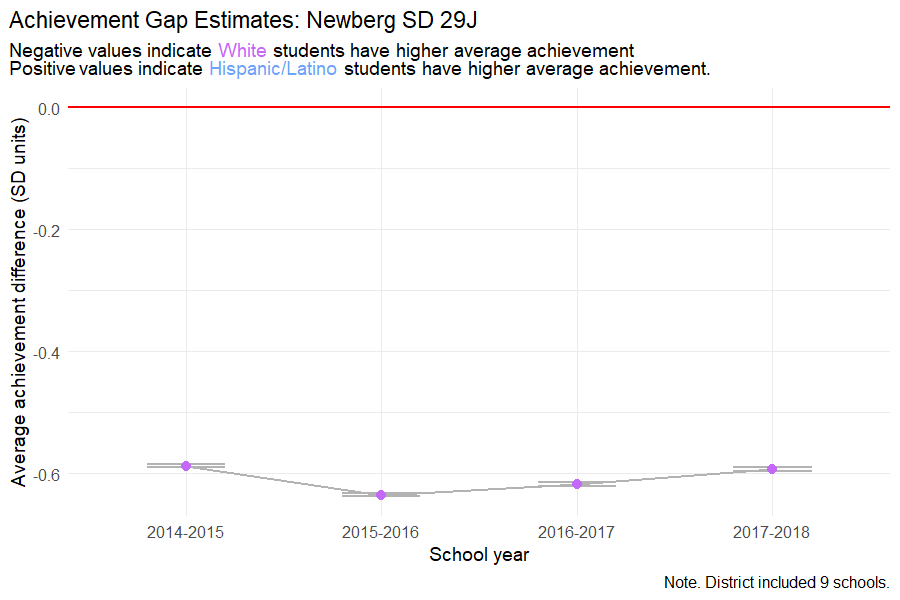 Achievement Gap Estimates: Newberg SD 29J
Negative values indicate White students have higher average achievement
Positive values indicate Hispanic/Latino students have higher average achievement.
Average achievement difference (SD units)
0.0
-0.2
-0.4
-0.6
2014-2015
2015-2016
2016-2017
2017-2018
School year
Note. District included 9 schools.